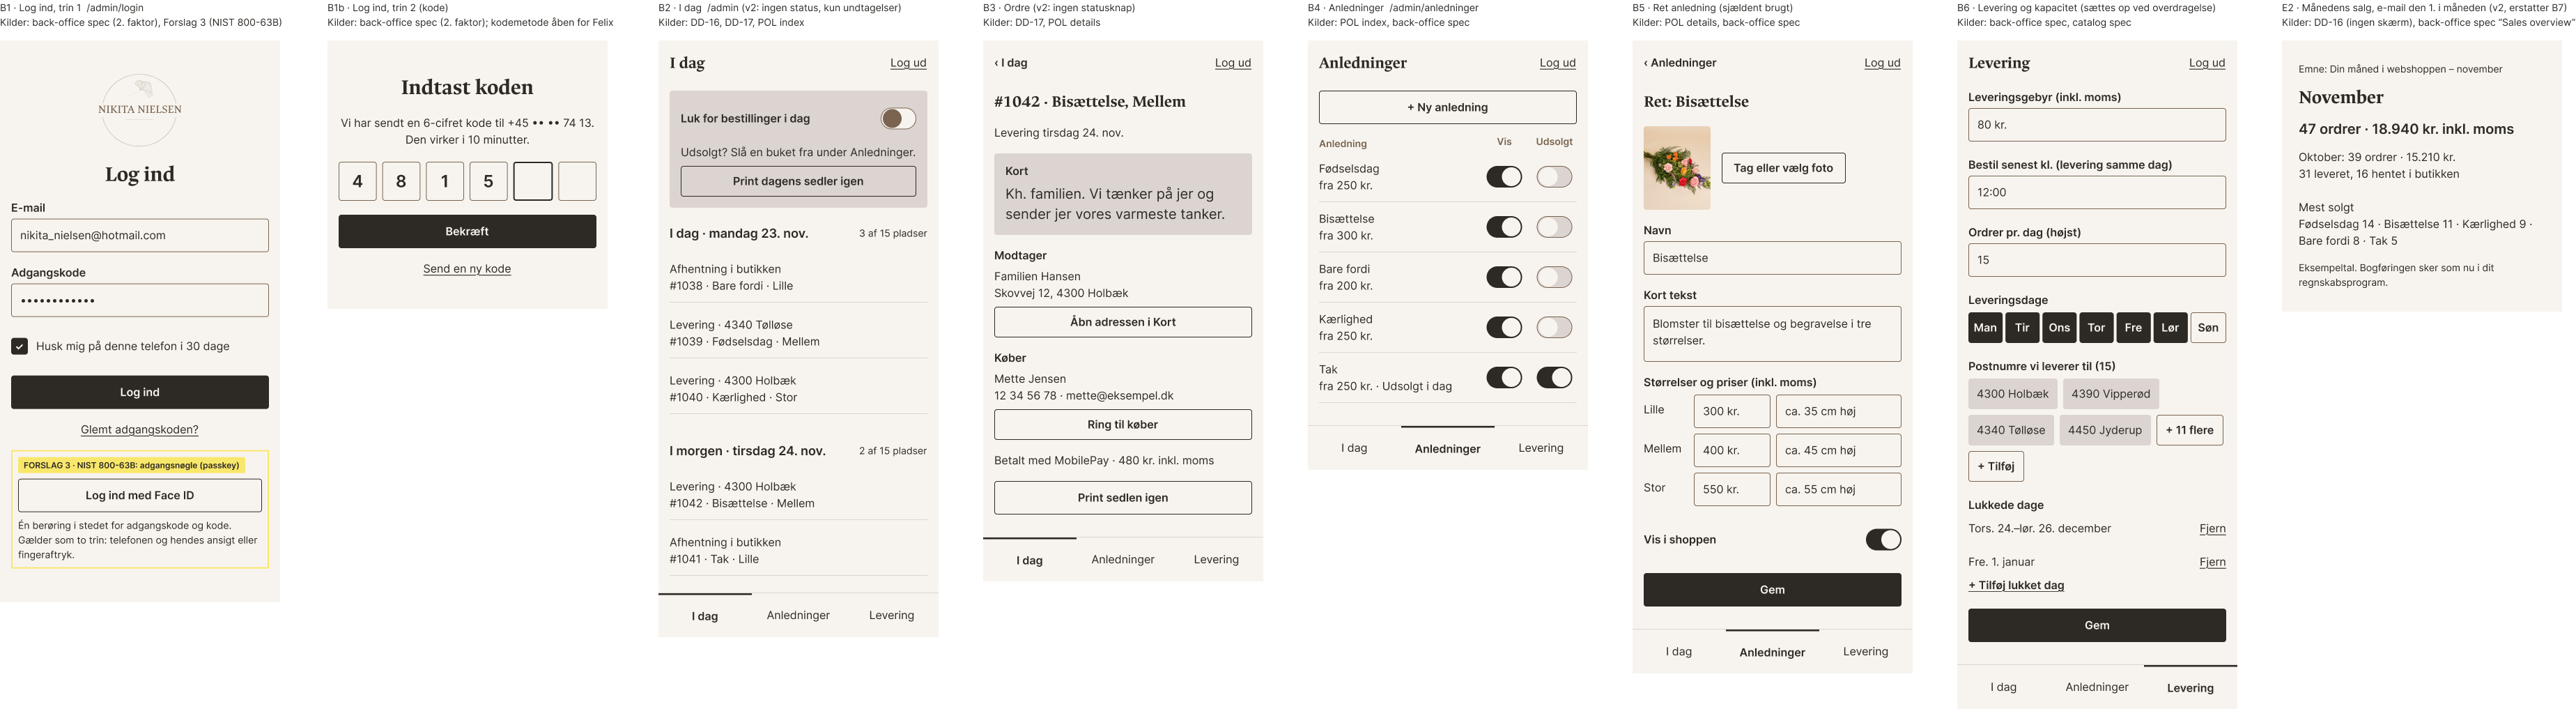 B1 · Log ind, trin 1 /admin/login
Kilder: back-office spec (2. faktor), Forslag 3 (NIST 800-63B)
NIKITA NIELSEN
Log ind
E-mail
nikita_nielsen@hotmail.com
Adgangskode
••••••••••••
Husk mig på denne telefon i 30 dage
Log ind
Glemt adgangskoden?
FORSLAG 3 · NIST 800-63B: adgangsnøgle (passkey)
Log ind med Face ID
Én berøring i stedet for adgangskode og kode.
Gælder som to trin: telefonen og hendes ansigt eller
fingeraftryk.
B1b · Log ind, trin 2 (kode)
Kilder: back-office spec (2. faktor); kodemetode åben for Felix
Indtast koden
Vi har sendt en 6-cifret kode til +45 •• •• 74 13.
Den virker i 10 minutter.
4 8 1 5
Bekræft
Send en ny kode
B2 · I dag /admin (v2: ingen status, kun undtagelser)
Kilder: DD-16, DD-17, POL index
I dag
Log ud
Luk for bestillinger i dag
Udsolgt? Slå en buket fra under Anledninger.
Print dagens sedler igen
I dag · mandag 23. nov.
3 af 15 pladser
Afhentning i butikken
#1038 · Bare fordi · Lille
Levering · 4340 Tølløse
#1039 · Fødselsdag · Mellem
Levering · 4300 Holbæk
#1040 · Kærlighed · Stor
I morgen · tirsdag 24. nov.
2 af 15 pladser
Levering · 4300 Holbæk
#1042 · Bisættelse · Mellem
Afhentning i butikken
#1041 · Tak · Lille
I dag Anledninger Levering
B3 · Ordre (v2: ingen statusknap)
Kilder: DD-17, POL details
‹ I dag
Log ud
#1042 · Bisættelse, Mellem
Levering tirsdag 24. nov.
Kort
Kh. familien. Vi tænker på jer og
sender jer vores varmeste tanker.
Modtager
Familien Hansen
Skovvej 12, 4300 Holbæk
Åbn adressen i Kort
Køber
Mette Jensen
12 34 56 78 · mette@eksempel.dk
Ring til køber
Betalt med MobilePay · 480 kr. inkl. moms
Print sedlen igen
I dag Anledninger Levering
B4 · Anledninger /admin/anledninger
Kilder: POL index, back-office spec
Anledninger
Log ud
+ Ny anledning
Anledning Vis Udsolgt
Fødselsdag
fra 250 kr.
Bisættelse
fra 300 kr.
Bare fordi
fra 200 kr.
Kærlighed
fra 250 kr.
Tak
fra 250 kr. · Udsolgt i dag
I dag Anledninger Levering
B5 · Ret anledning (sjældent brugt)
Kilder: POL details, back-office spec
‹ Anledninger
Log ud
Ret: Bisættelse
Tag eller vælg foto
Navn
Bisættelse
Kort tekst
Blomster til bisættelse og begravelse i tre
størrelser.
Størrelser og priser (inkl. moms)
Lille 300 kr. ca. 35 cm høj
Mellem 400 kr. ca. 45 cm høj
Stor 550 kr. ca. 55 cm høj
Vis i shoppen
Gem
I dag Anledninger Levering
B6 · Levering og kapacitet (sættes op ved overdragelse)
Kilder: back-office spec, catalog spec
Levering
Log ud
Leveringsgebyr (inkl. moms)
80 kr.
Bestil senest kl. (levering samme dag)
12:00
Ordrer pr. dag (højst)
15
Leveringsdage
Man Tir Ons Tor Fre Lør Søn
Postnumre vi leverer til (15)
4300 Holbæk 4390 Vipperød
4340 Tølløse 4450 Jyderup + 11 flere
+ Tilføj
Lukkede dage
Tors. 24.–lør. 26. december Fjern
Fre. 1. januar Fjern
+ Tilføj lukket dag
Gem
I dag Anledninger Levering
E2 · Månedens salg, e-mail den 1. i måneden (v2, erstatter B7)
Kilder: DD-16 (ingen skærm), back-office spec "Sales overview"
Emne: Din måned i webshoppen – november
November
47 ordrer · 18.940 kr. inkl. moms
Oktober: 39 ordrer · 15.210 kr.
31 leveret, 16 hentet i butikken
Mest solgt
Fødselsdag 14 · Bisættelse 11 · Kærlighed 9 ·
Bare fordi 8 · Tak 5
Eksempeltal. Bogføringen sker som nu i dit
regnskabsprogram.